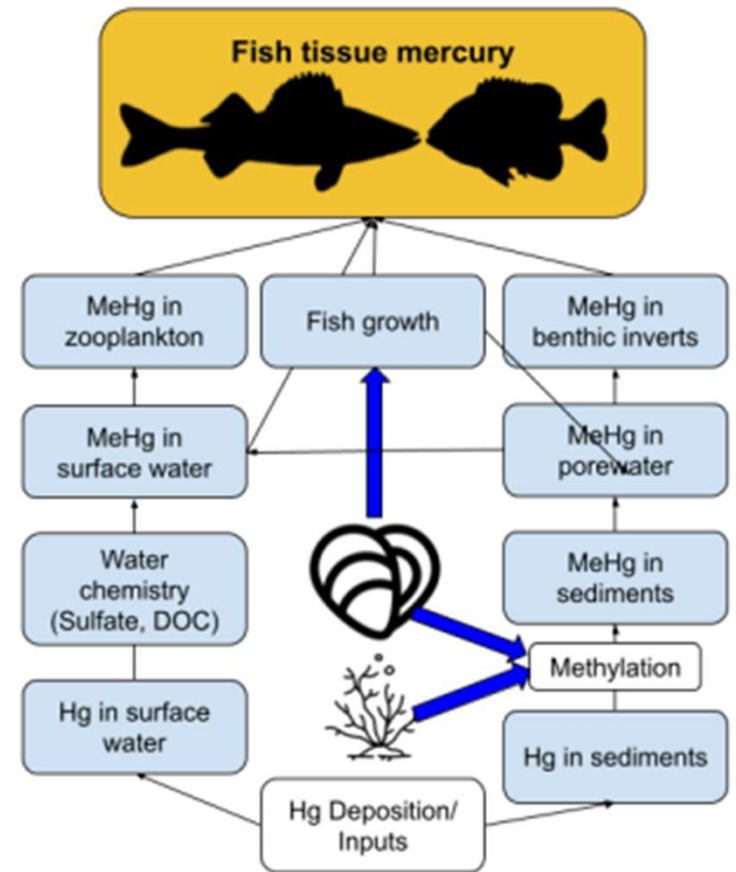 Fish tissue mercury
MeHg in
zooplankton
Fish growth
MeHg in
benthic inverts
MeHg in
surface water
MeHg in
porewater
Water
chemistry
(Sulfate, DOC)
MeHg in
sediments
Methylation
Hg in surface
water
Hg in sediments
Hg Deposition/
Inputs